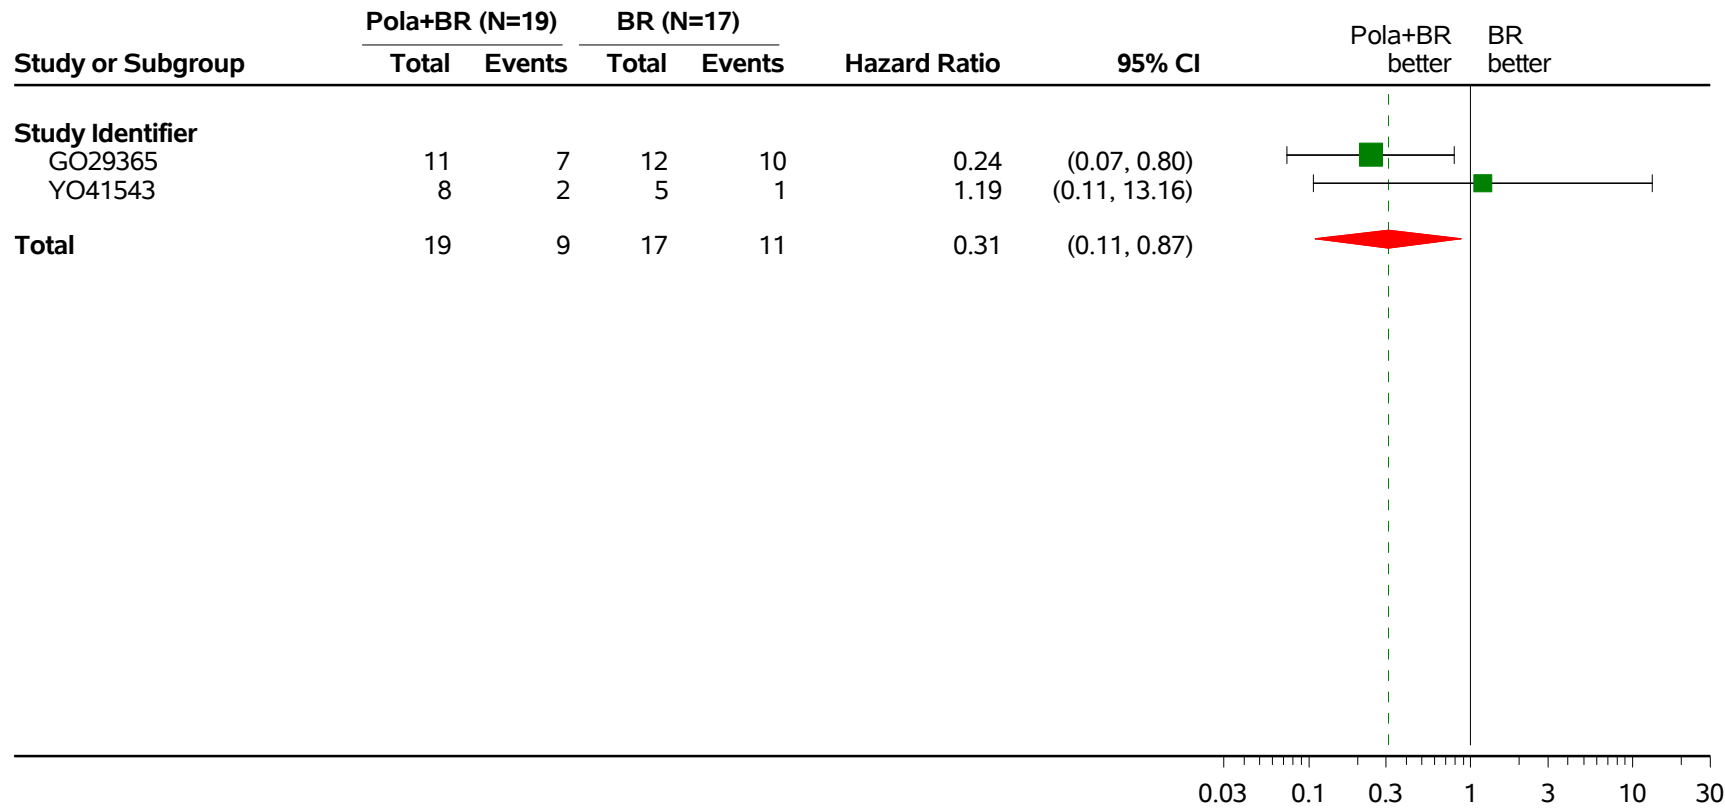 Pola+BR (N=19) BR (N=17) Pola+BR BR
Study or Subgroup Total Events Total Events Hazard Ratio 95% CI better better
Study Identifier
GO29365 11 7 12 10 0.24 (0.07, 0.80)
YO41543 8 2 5 1 1.19 (0.11, 13.16)
Total 19 9 17 11 0.31 (0.11, 0.87)
0.03 0.1 0.3 1 3 10 30